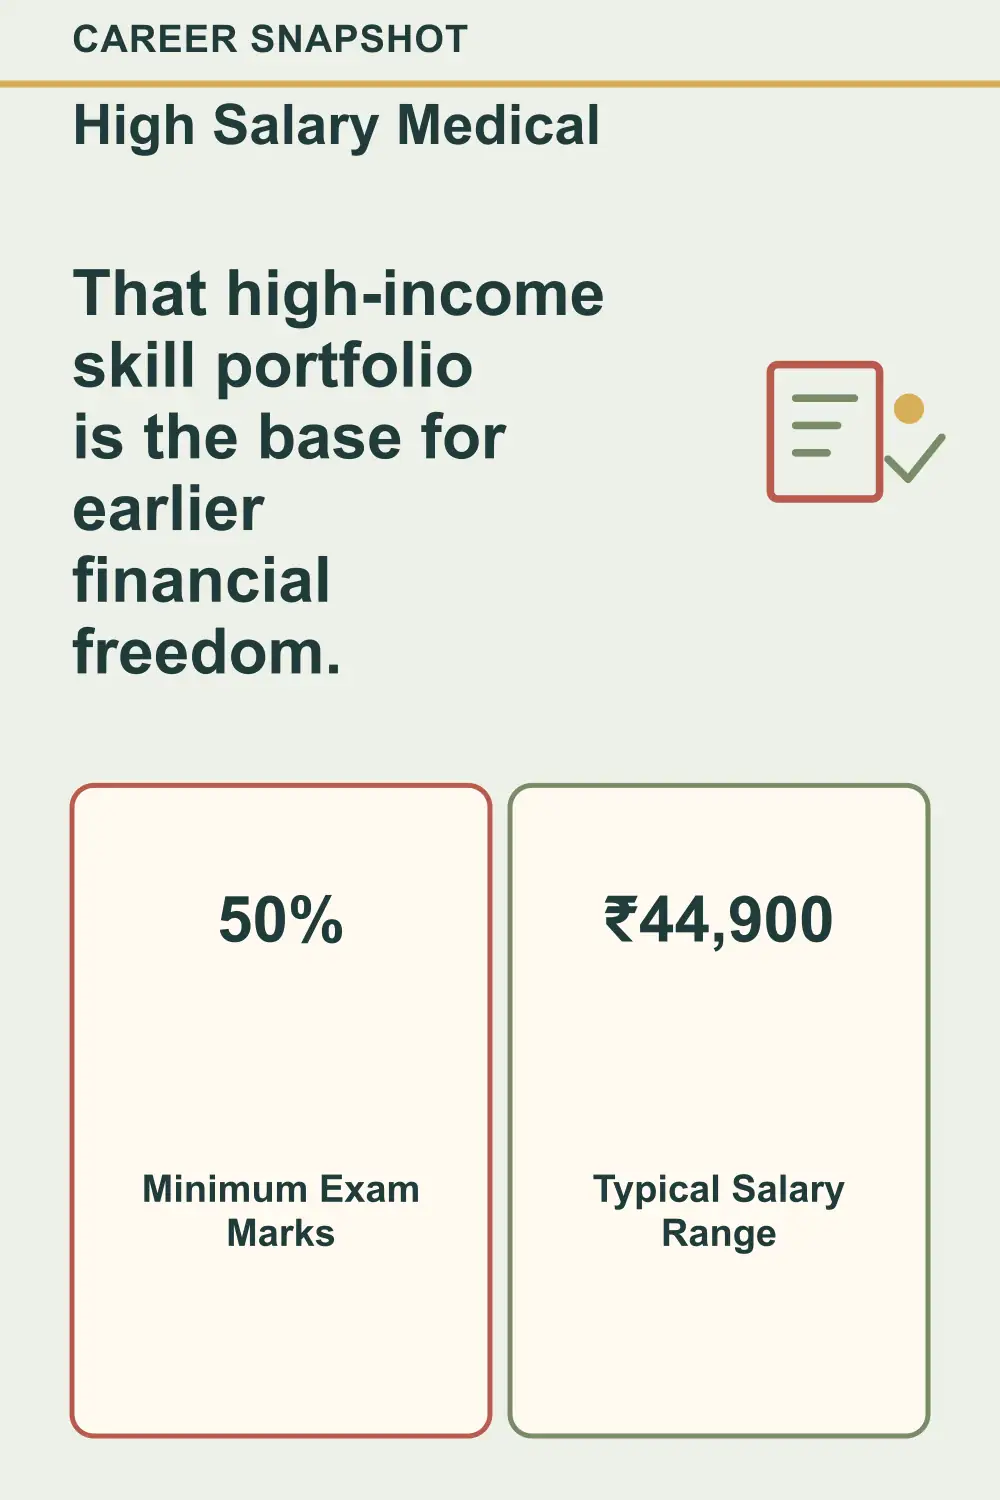 CAREER SNAPSHOT
High Salary Medical
That high-income
skill portfolio
is the base for
earlier
financial
freedom.
50%
Minimum Exam
Marks
₹44,900
Typical Salary
Range